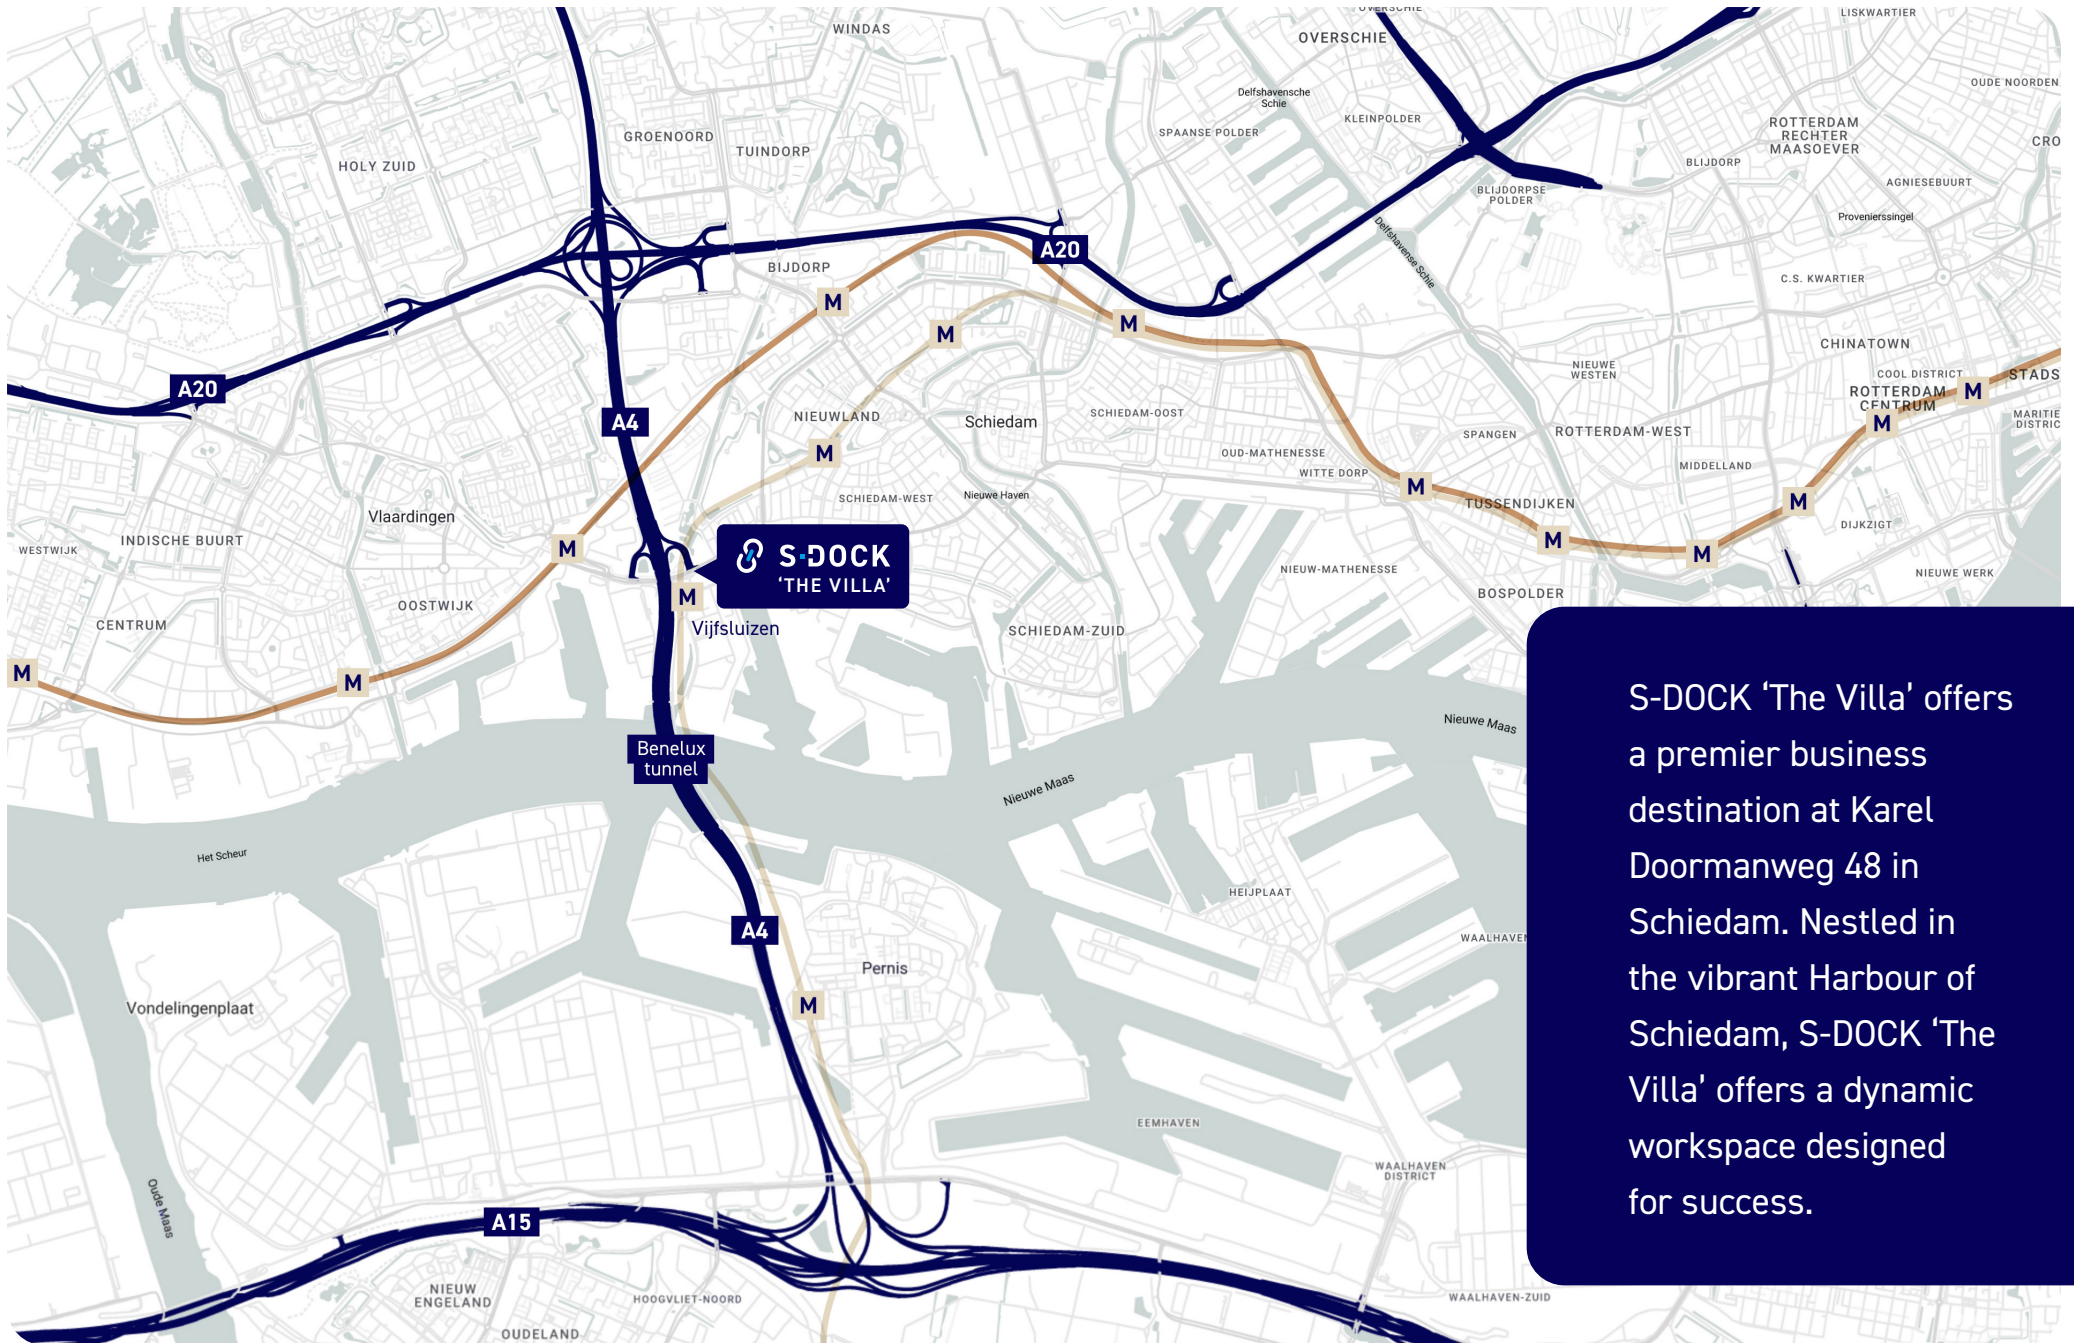 OVERSCHIE
LISKWARTIER
WINDAS
OVERSCHIE
OUDE NOORDEN
Delfshavensche
Schie
KLEINPOLDER
ROTTERDAM
RECHTER
MAASOEVER
GROENOORD
SPAANSE POLDER
TUINDORP
CRO
HOLY ZUID
BLIJDORP
AGNIESEBUURT
BLIJDORPSE
POLDER
Provenierssingel
Delfshavense Schie
A20
BIJDORP
C.S. KWARTIER
M
M
M
CHINATOWN
NIEUWE
WESTEN
COOL DISTRICT
STADS
A20
ROTTERDAM
CENTRUM
M
M
MARITIE
DISTRIC
A4
NIEUWLAND
Schiedam
SCHIEDAM-OOST
SPANGEN
ROTTERDAM-WEST
M
OUD-MATHENESSE
WITTE DORP
MIDDELLAND
M
SCHIEDAM-WEST
Nieuwe Haven
TUSSENDIJKEN
M
Vlaardingen
DIJKZIGT
INDISCHE BUURT
WESTWIJK
M
M
M
S-DOCK
'THE VILLA'
NIEUW-MATHENESSE
NIEUWE WERK
M
BOSPOLDER
OOSTWIJK
CENTRUM
Vijfsluizen
SCHIEDAM-ZUID
M
M
Nieuwe Maas
Benelux
tunnel
Nieuwe Maas
Het Scheur
HEIJPLAAT
A4
WAALHAVEN
Pernis
Vondelingenplaat
M
EEMHAVEN
WAALHAVEN
DISTRICT
Oude Maas
A15
NIEUW
ENGELAND
HOOGVLIET-NOORD
WAALHAVEN-ZUID
OUDELAND
S-DOCK ‘The Villa’ offers
a premier business
destination at Karel
Doormanweg 48 in
Schiedam. Nestled in
the vibrant Harbour of
Schiedam, S-DOCK ‘The
Villa’ offers a dynamic
workspace designed
for success.